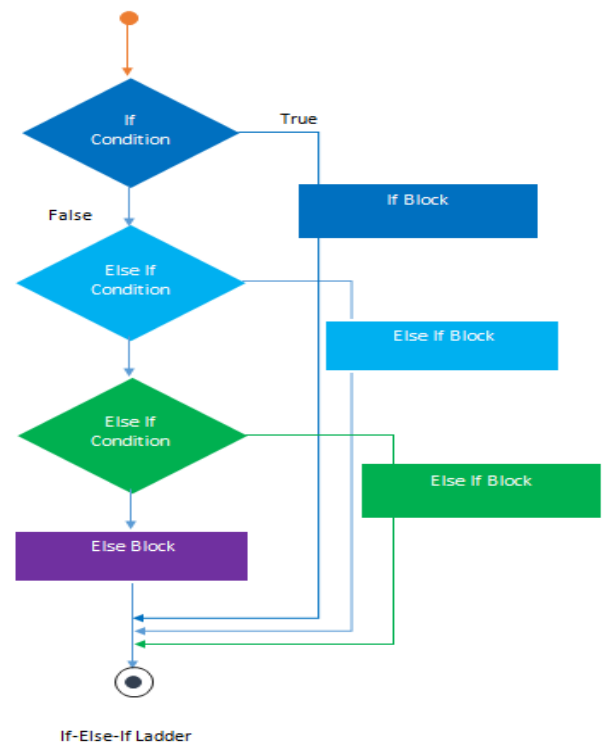 If
Condition
True
If Block
False
Else If
Condition
Else If Block
Else If
Condition
Else If Block
Else Block
If-Else-If Ladder